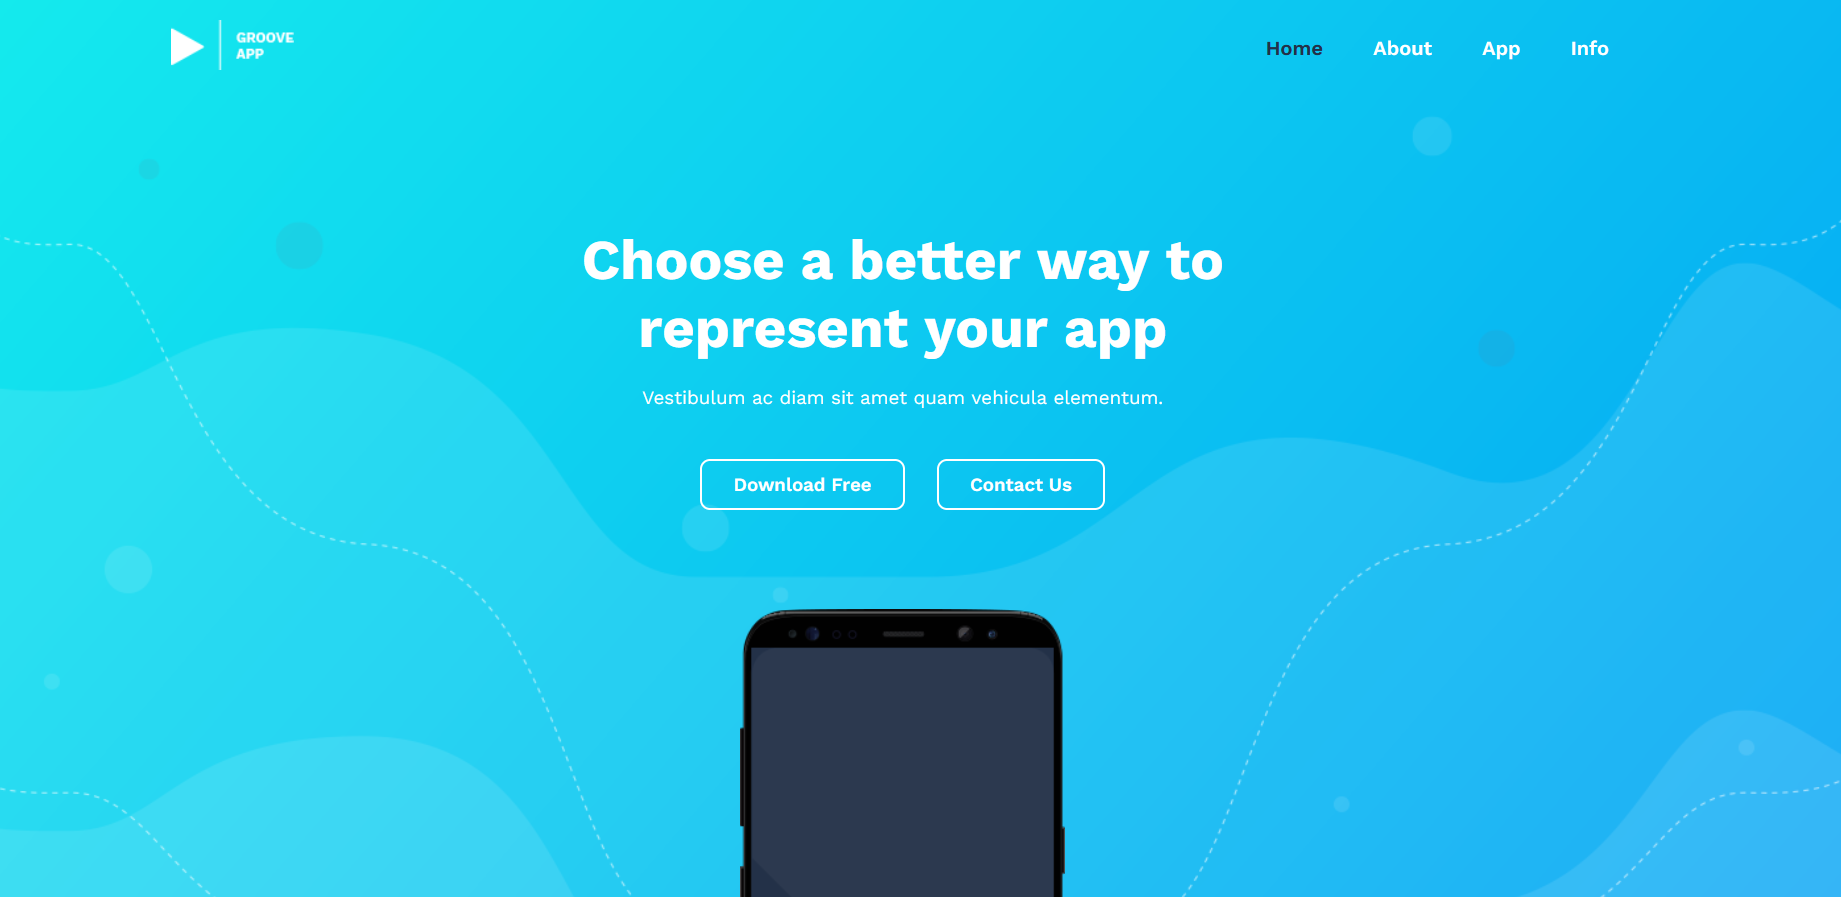 GROOVE
APP
Home About App Info
Choose a better way to
represent your app
Vestibulum ac diam sit amet quam vehicula elementum.
Download Free Contact Us